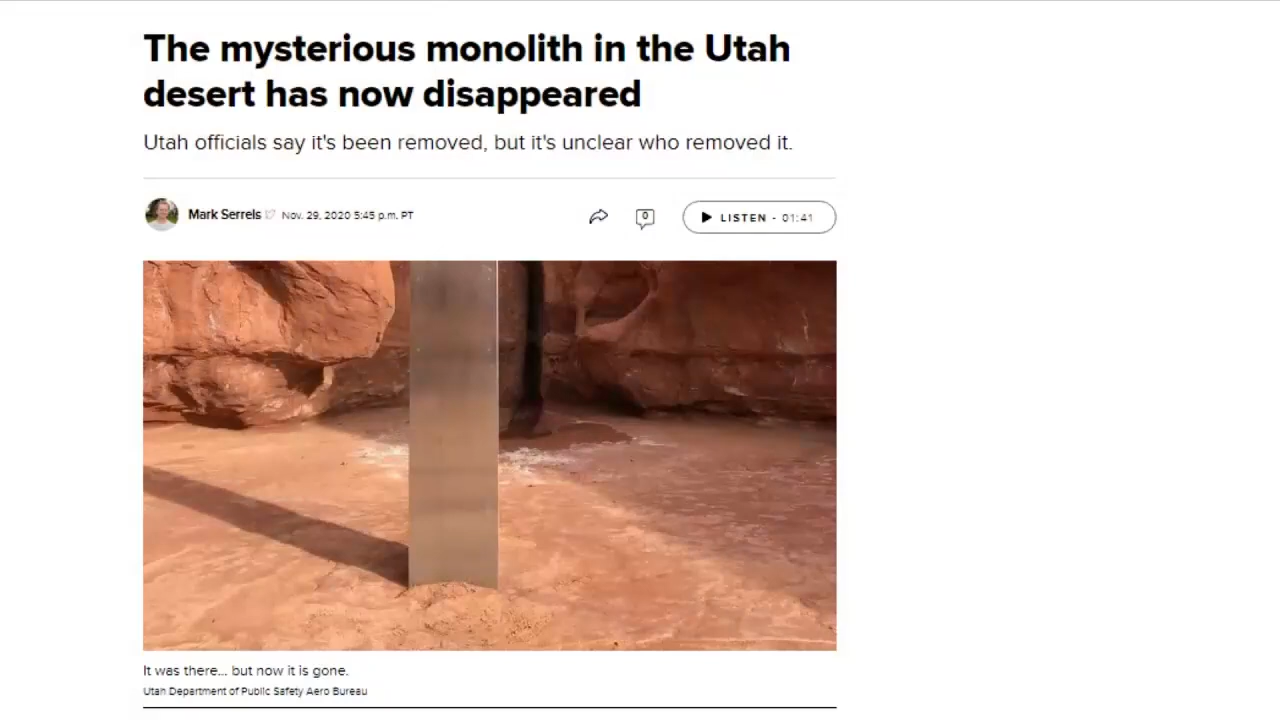 The mysterious monolith in the Utah
desert has now disappeared
Utah officials say it's been removed, but it's unclear who removed it.
Mark Serrels Nov. 29, 2020 5:45 p.m. PT
0
LISTEN - 01:41
It was there... but now it is gone.
Utah Department of Public Safety Aero Bureau